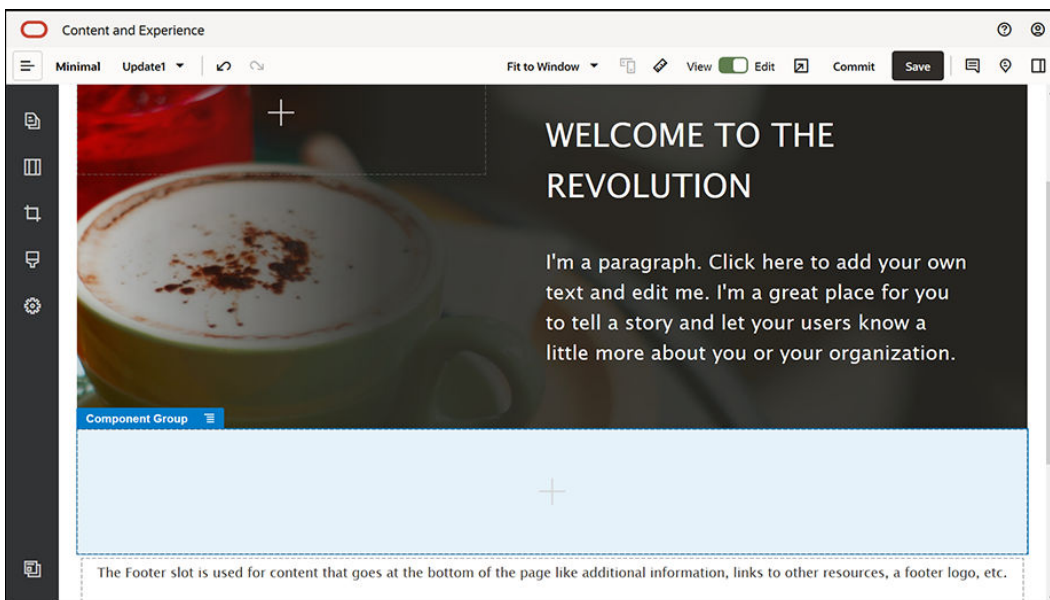 Content and Experience
Minimal Update1 Fit to Window View Edit Commit Save
WELCOME TO THE
REVOLUTION
I'm a paragraph. Click here to add your own
text and edit me. I'm a great place for you
to tell a story and let your users know a
little more about you or your organization.
Component Group
The Footer slot is used for content that goes at the bottom of the page like additional information, links to other resources, a footer logo, etc.